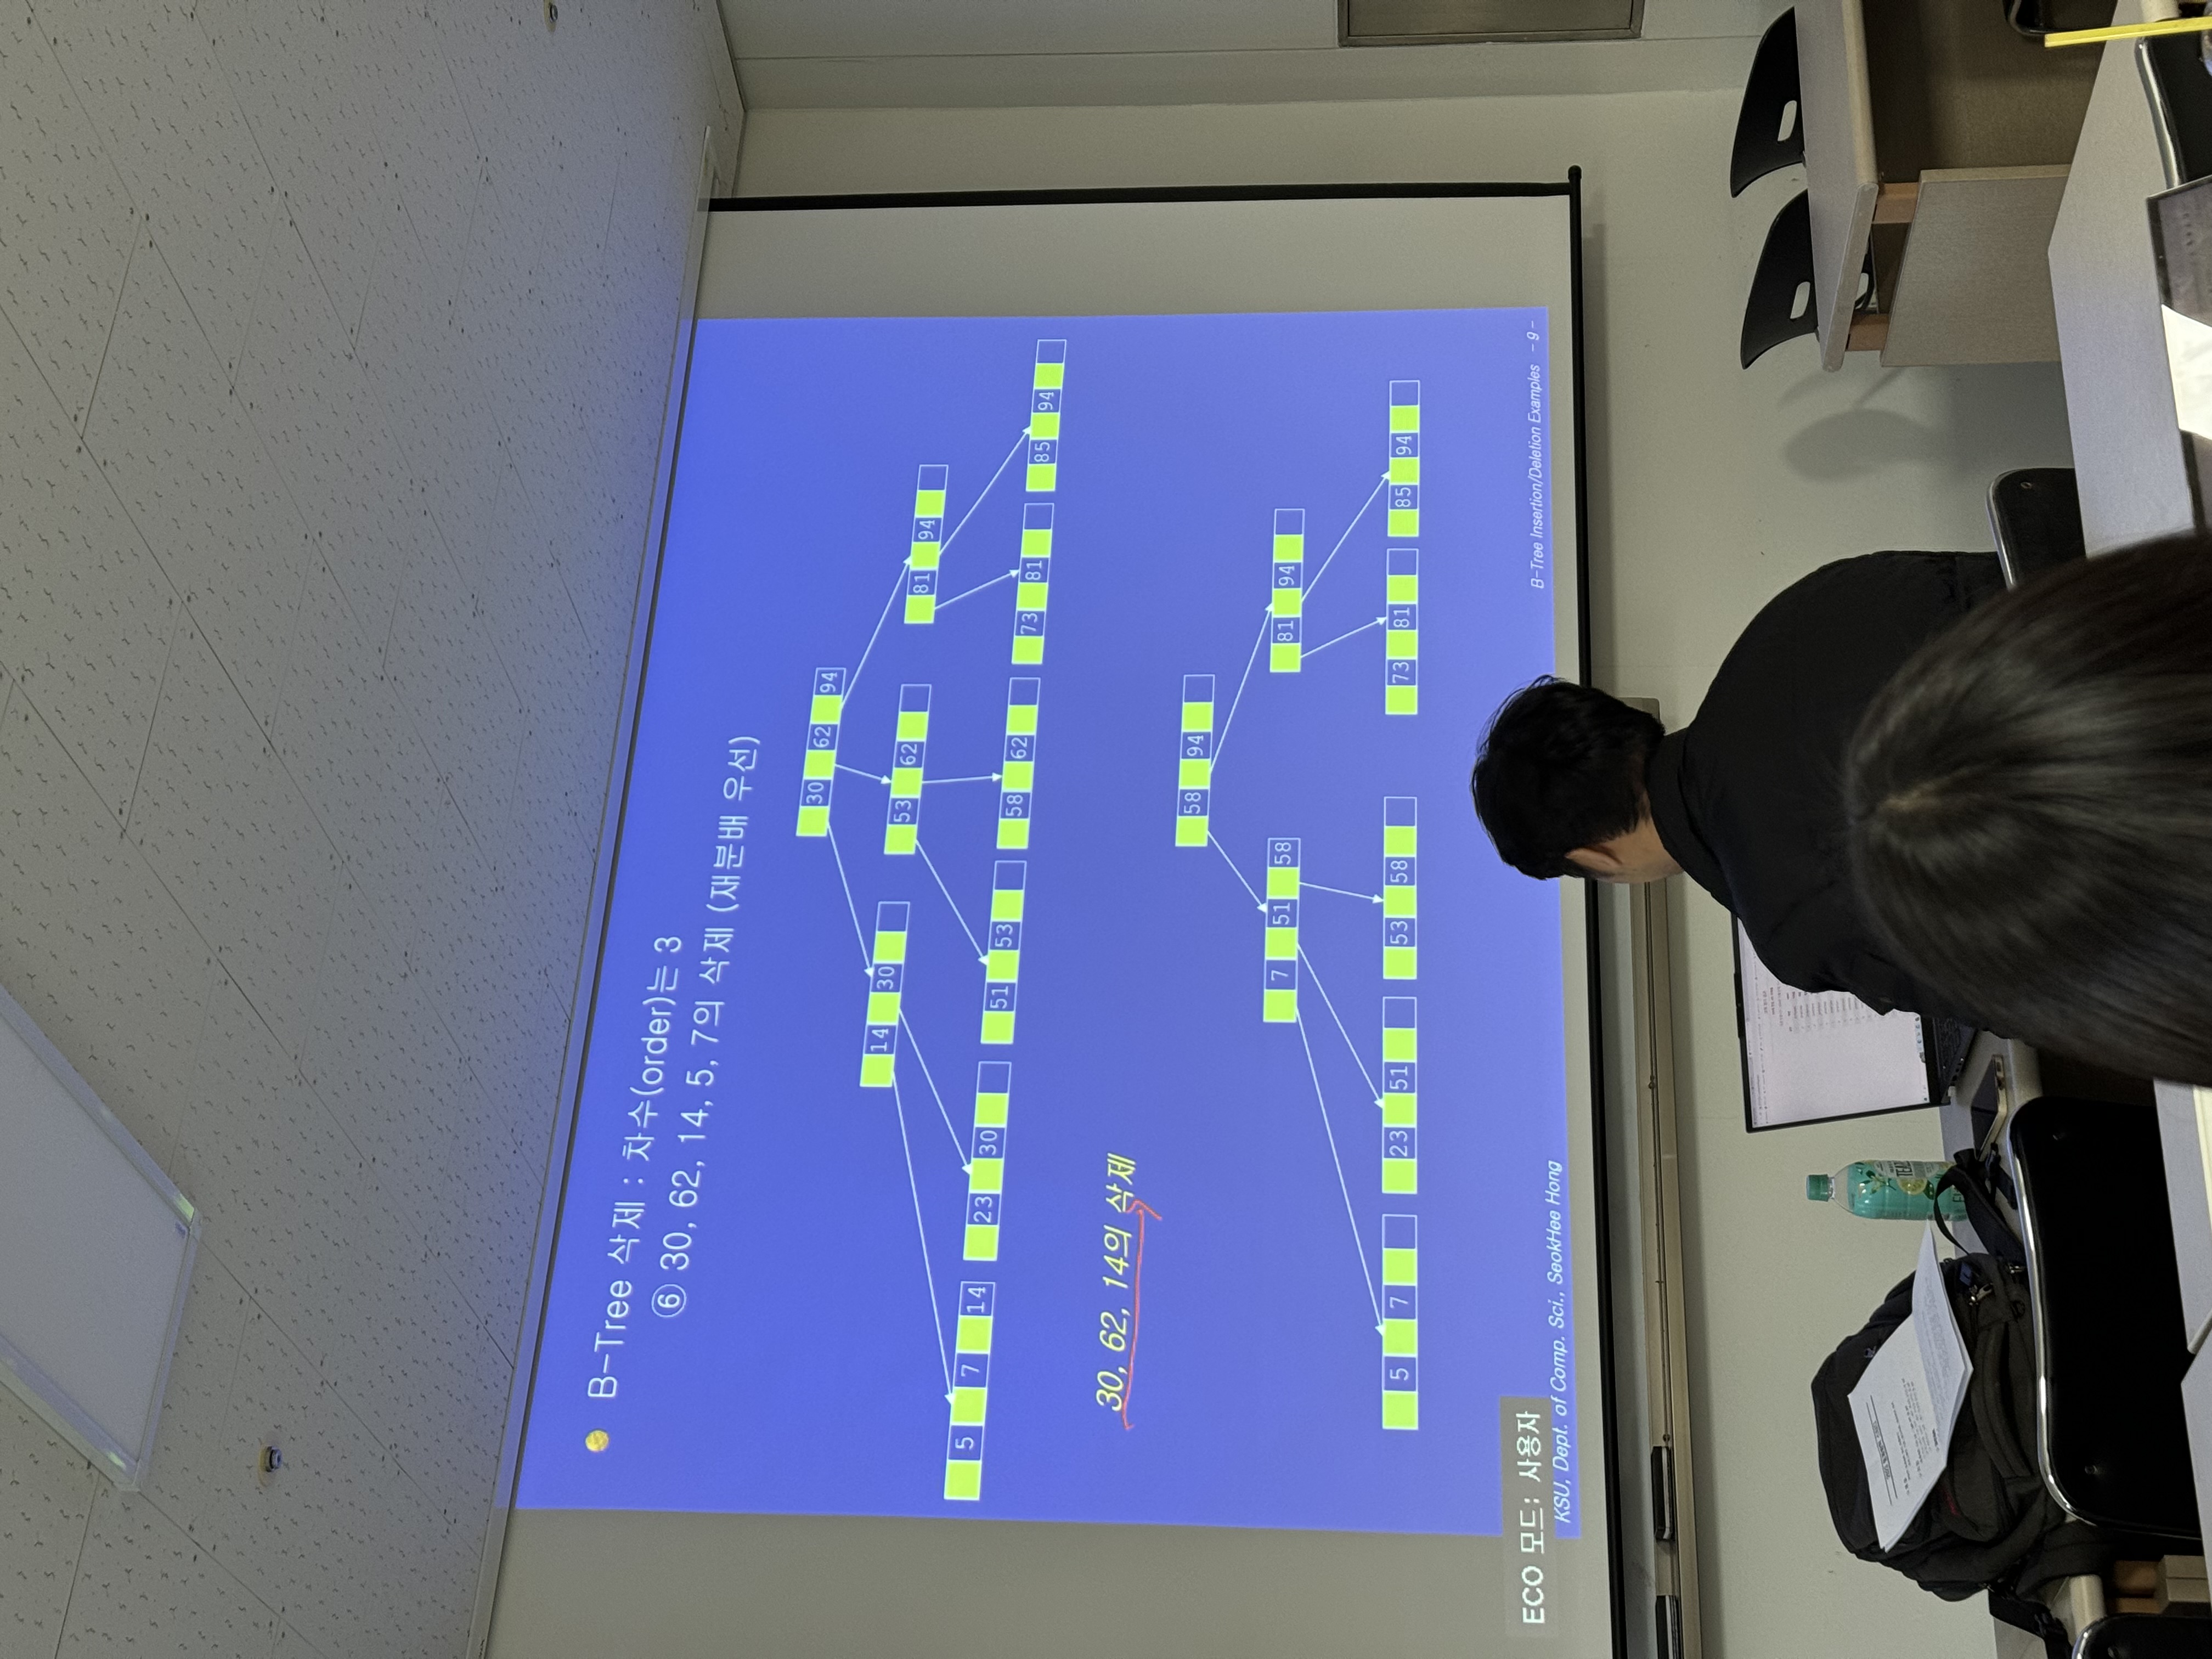 B-Tree 삭제 : 차수(order)는 3
⑥ 30, 62, 14, 5, 7의 삭제 (재분배 우선)
30 62 94
14 30
53 62
81 94
5 7 14
23 30
51 53
58 62
73 81
85 94
30, 62, 14의 삭제
58 94
7 51 58
81 94
5 7
23 51
53 58
73 81
85 94
ECO 모드: 사용자
KSU, Dept. of Comp. Sci., SeokHee Hong
B-Tree Insertion/Deletion Examples - 9 -